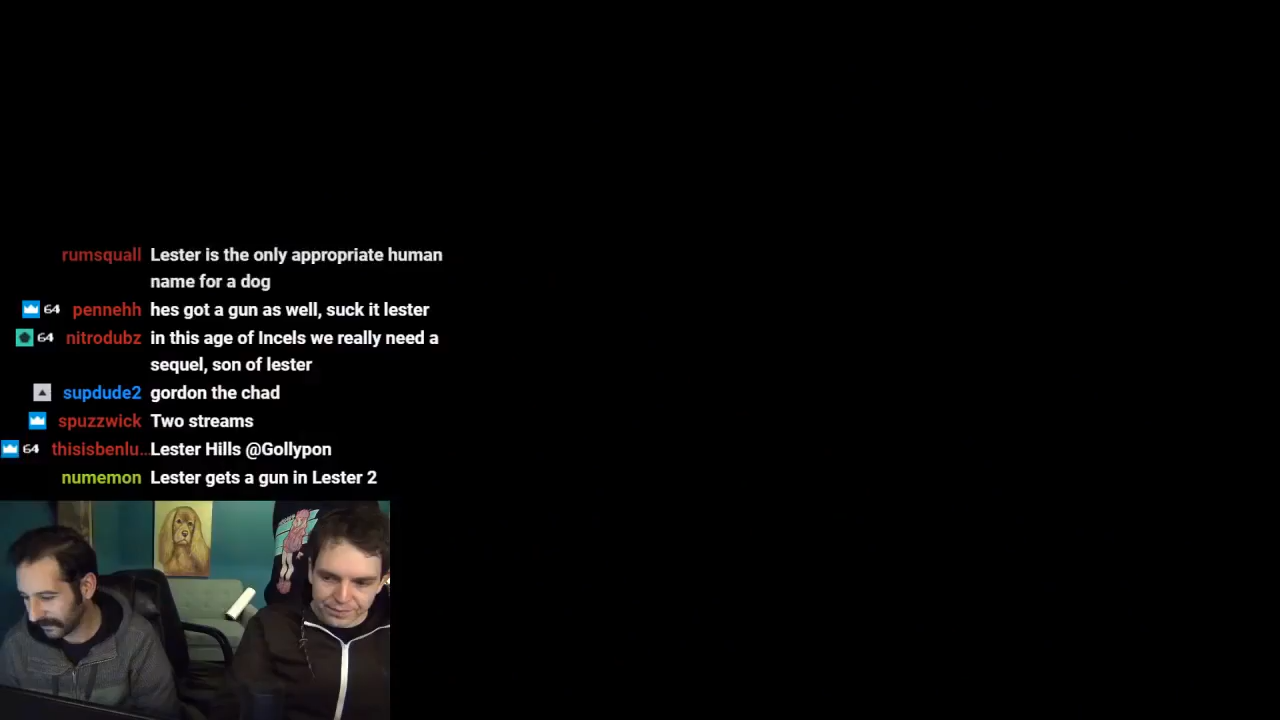 rumsquall Lester is the only appropriate human
name for a dog
64 pennehh hes got a gun as well, suck it lester
64 nitrodubz in this age of Incels we really need a
sequel, son of lester
supdude2 gordon the chad
spuzzwick Two streams
64 thisisbenlu... Lester Hills @Gollypon
numemon Lester gets a gun in Lester 2